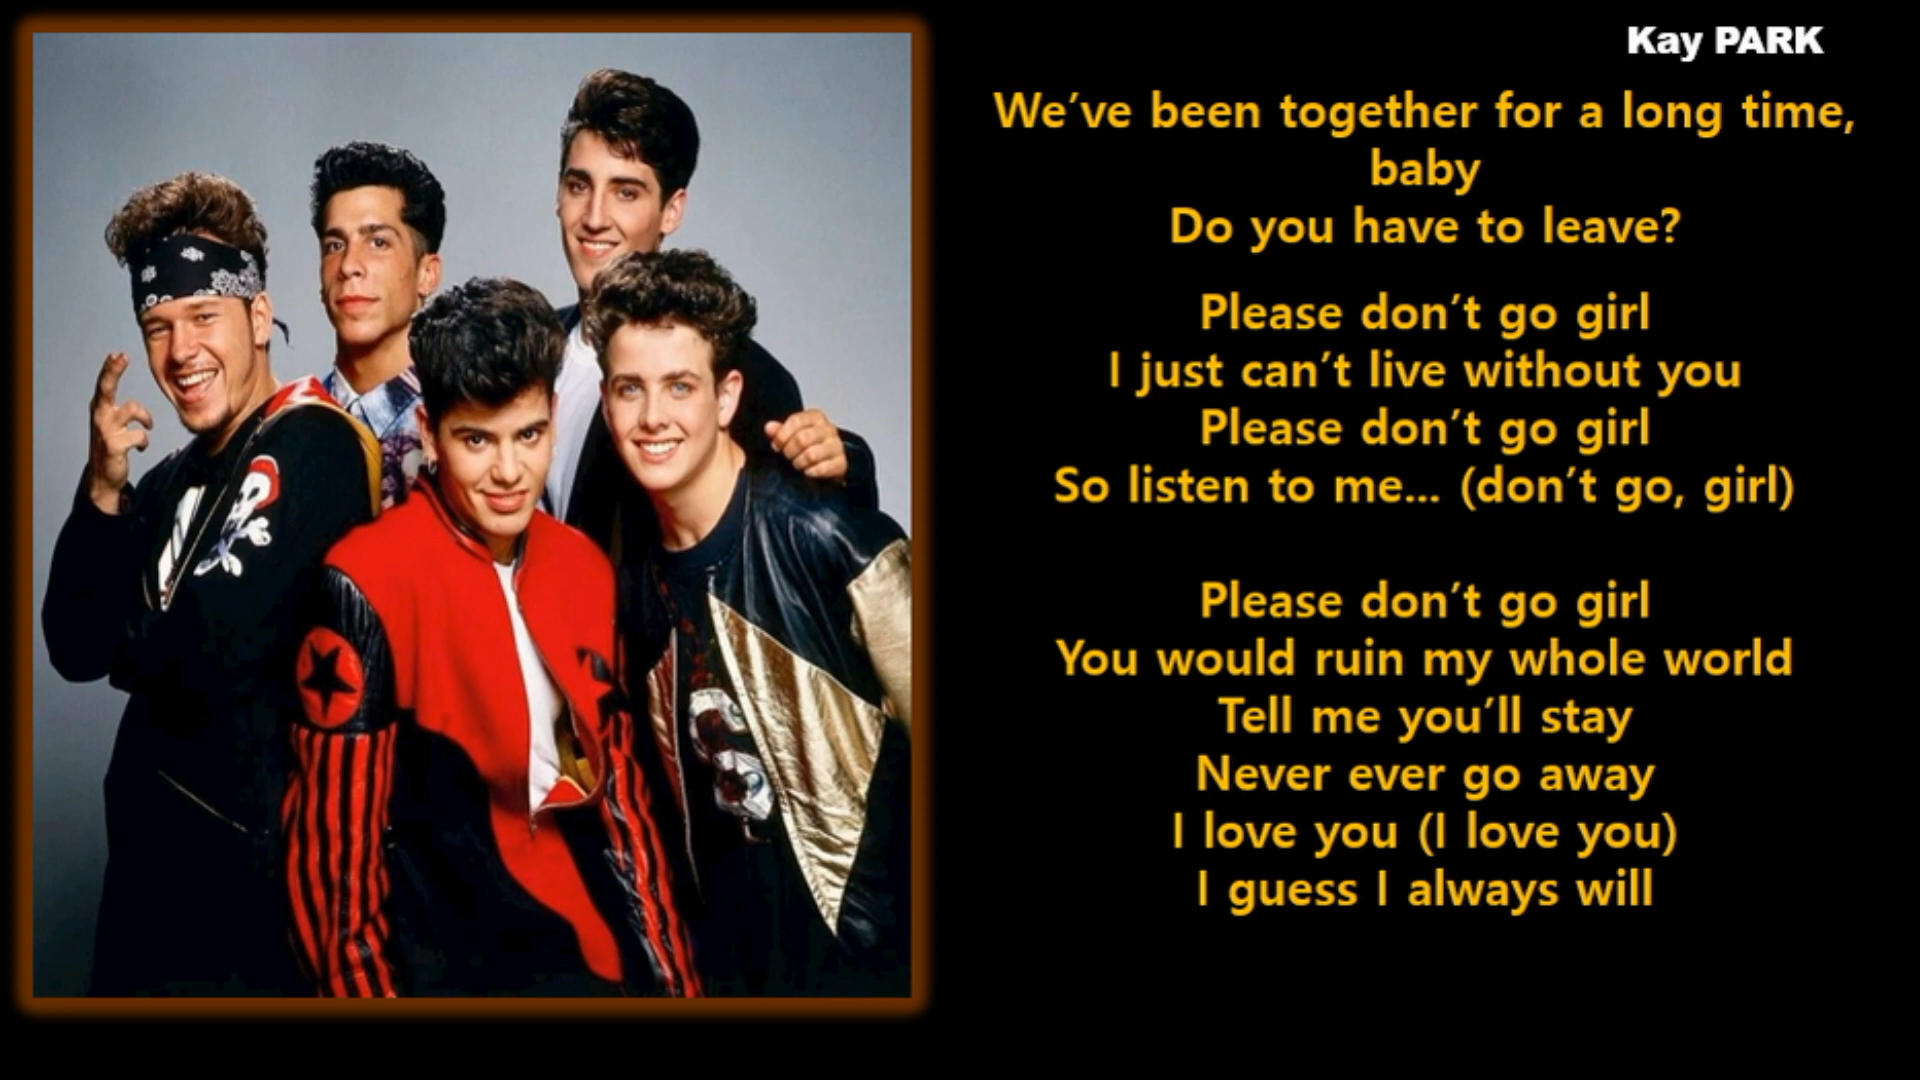 Kay PARK
We've been together for a long time,
baby
Do you have to leave?
Please don't go girl
I just can't live without you
Please don't go girl
So listen to me... (don't go, girl)
Please don't go girl
You would ruin my whole world
Tell me you'll stay
Never ever go away
I love you (I love you)
I guess I always will